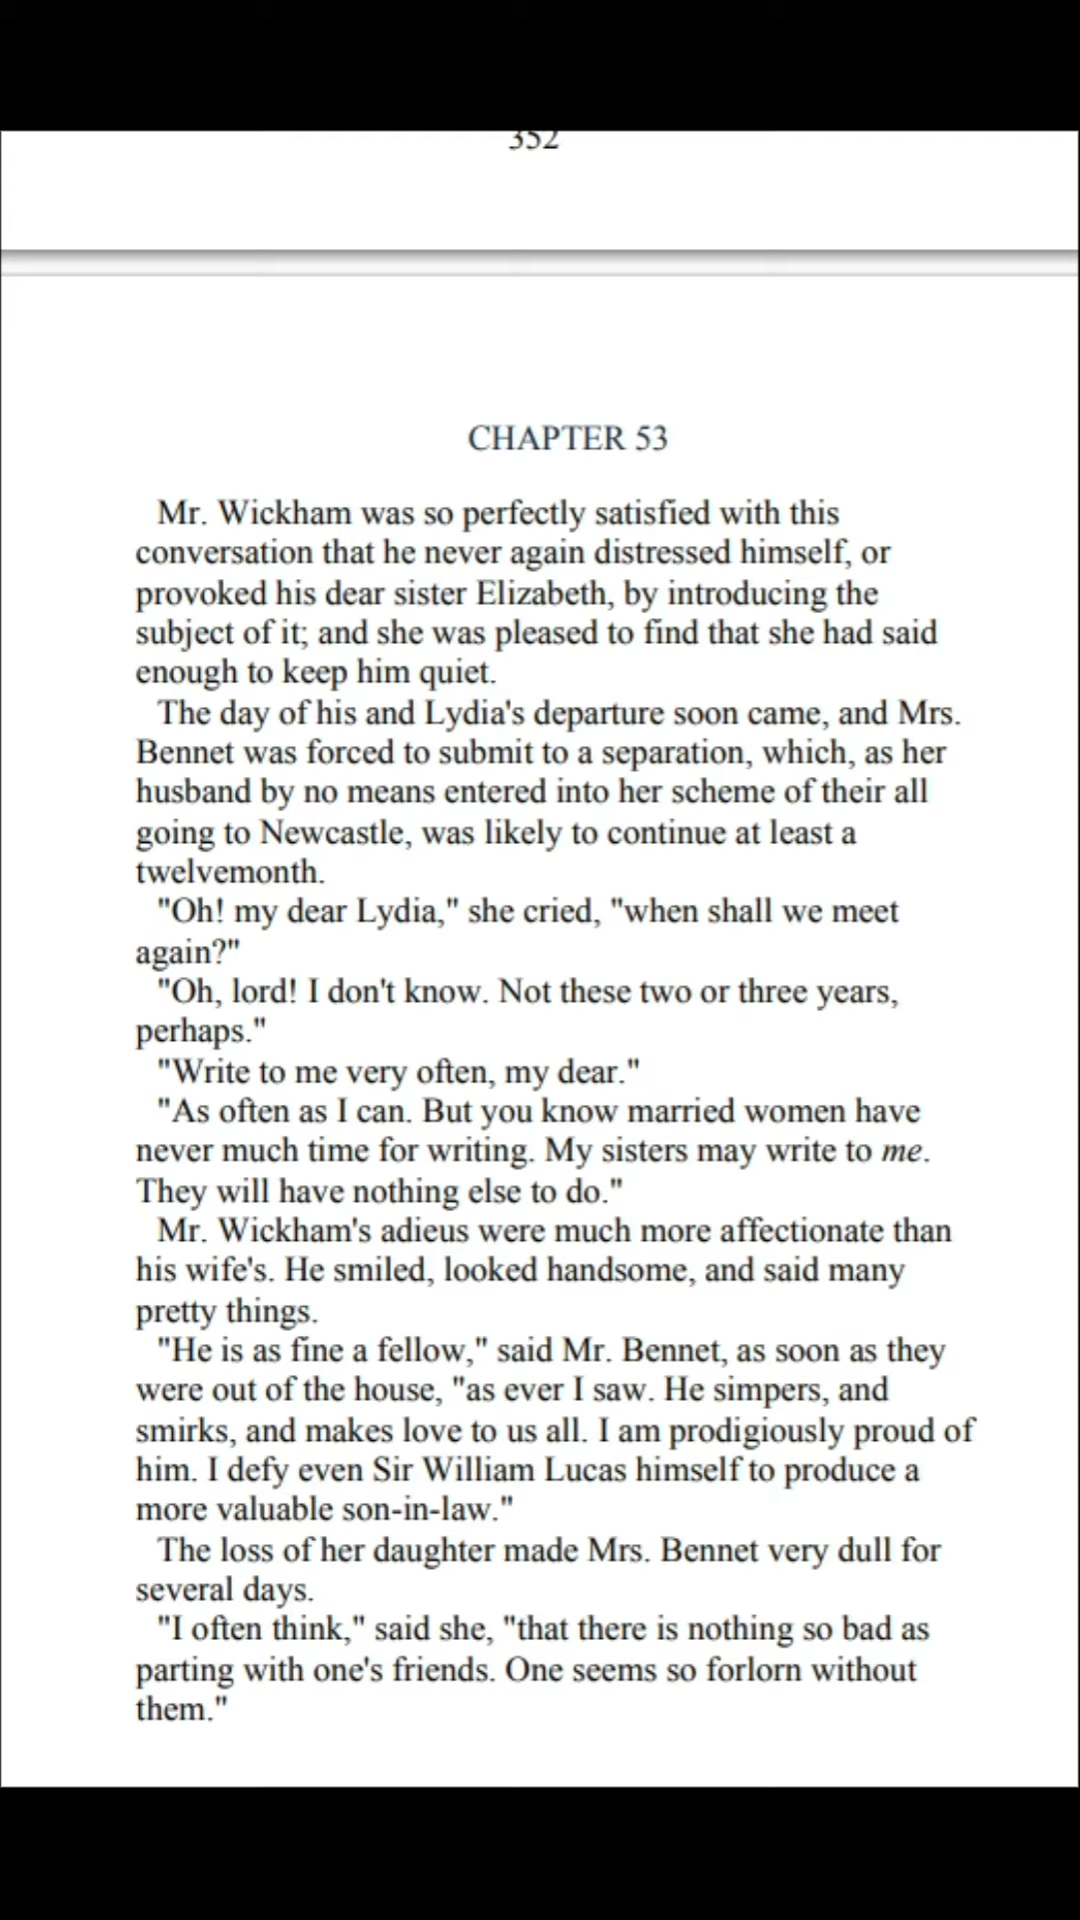 352
CHAPTER 53
Mr. Wickham was so perfectly satisfied with this
conversation that he never again distressed himself, or
provoked his dear sister Elizabeth, by introducing the
subject of it; and she was pleased to find that she had said
enough to keep him quiet.
The day of his and Lydia's departure soon came, and Mrs.
Bennet was forced to submit to a separation, which, as her
husband by no means entered into her scheme of their all
going to Newcastle, was likely to continue at least a
twelvemonth.
"Oh! my dear Lydia," she cried, "when shall we meet
again?"
"Oh, lord! I don't know. Not these two or three years,
perhaps."
"Write to me very often, my dear."
"As often as I can. But you know married women have
never much time for writing. My sisters may write to me.
They will have nothing else to do."
Mr. Wickham's adieus were much more affectionate than
his wife's. He smiled, looked handsome, and said many
pretty things.
"He is as fine a fellow," said Mr. Bennet, as soon as they
were out of the house, "as ever I saw. He simpers, and
smirks, and makes love to us all. I am prodigiously proud of
him. I defy even Sir William Lucas himself to produce a
more valuable son-in-law."
The loss of her daughter made Mrs. Bennet very dull for
several days.
"I often think," said she, "that there is nothing so bad as
parting with one's friends. One seems so forlorn without
them."